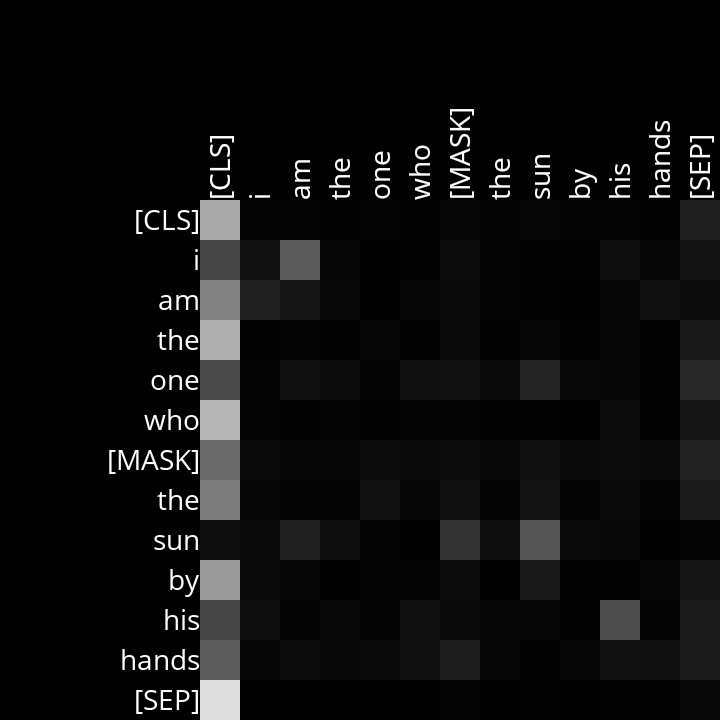 [CLS] i am the one who [MASK] the sun by his hands [SEP]
[CLS]
i
am
the
one
who
[MASK]
the
sun
by
his
hands
[SEP]